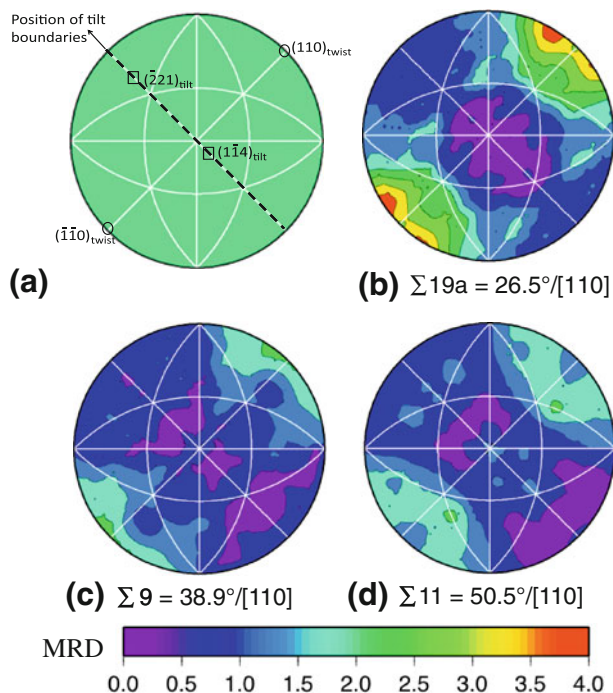 Position of tilt
boundaries
(110)twist
(2̄21)tilt
(11̄4)tilt
(1̄1̄0)twist
(a)
(b) ∑19a = 26.5°/[110]
(c) ∑9 = 38.9°/[110]
(d) ∑11 = 50.5°/[110]
MRD
0.0 0.5 1.0 1.5 2.0 2.5 3.0 3.5 4.0